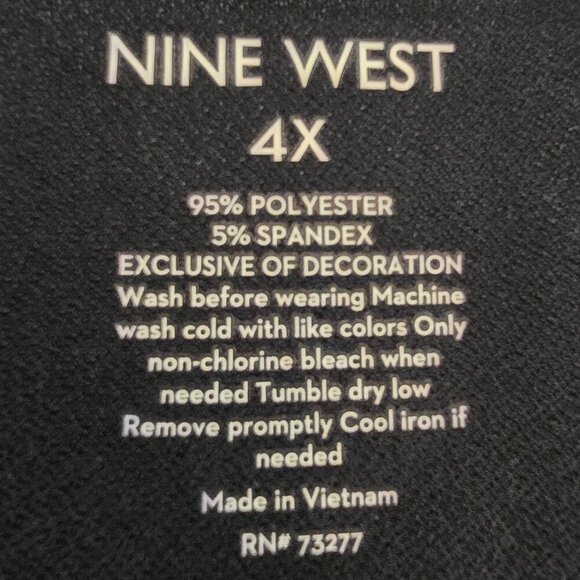 NINE WEST
4X
95% POLYESTER
5% SPANDEX
EXCLUSIVE OF DECORATION
Wash before wearing Machine
wash cold with like colors Only
non-chlorine bleach when
needed Tumble dry low
Remove promptly Cool iron if
needed
Made in Vietnam
RN# 73277